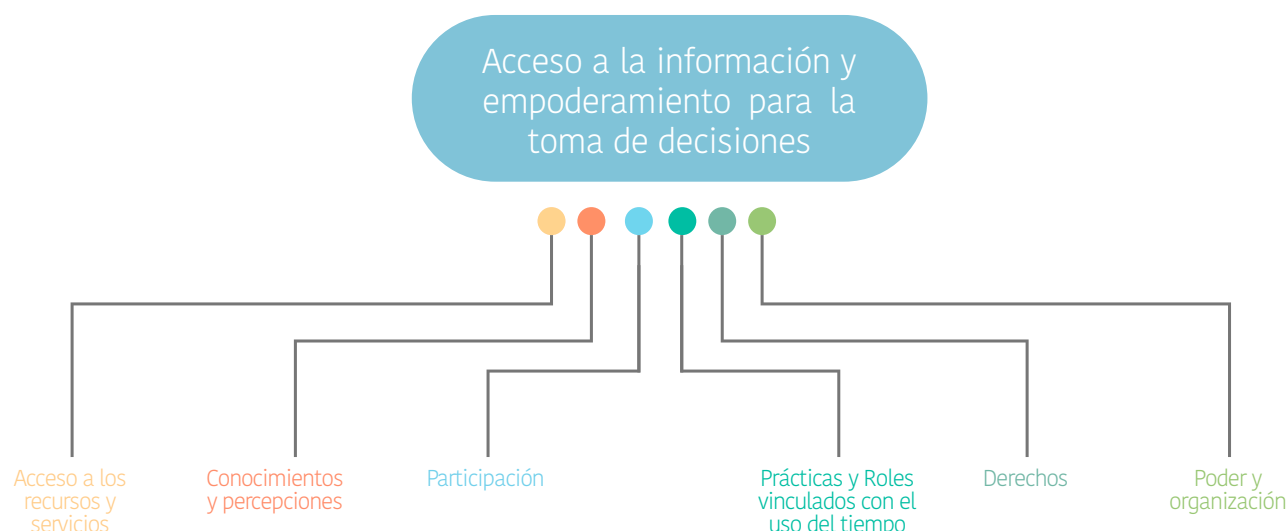 Acceso a la información y
empoderamiento para la
toma de decisiones
Acceso a los
recursos y
servicios
Conocimientos
y percepciones
Participación
Prácticas y Roles
vinculados con el
uso del tiempo
Derechos
Poder y
organización